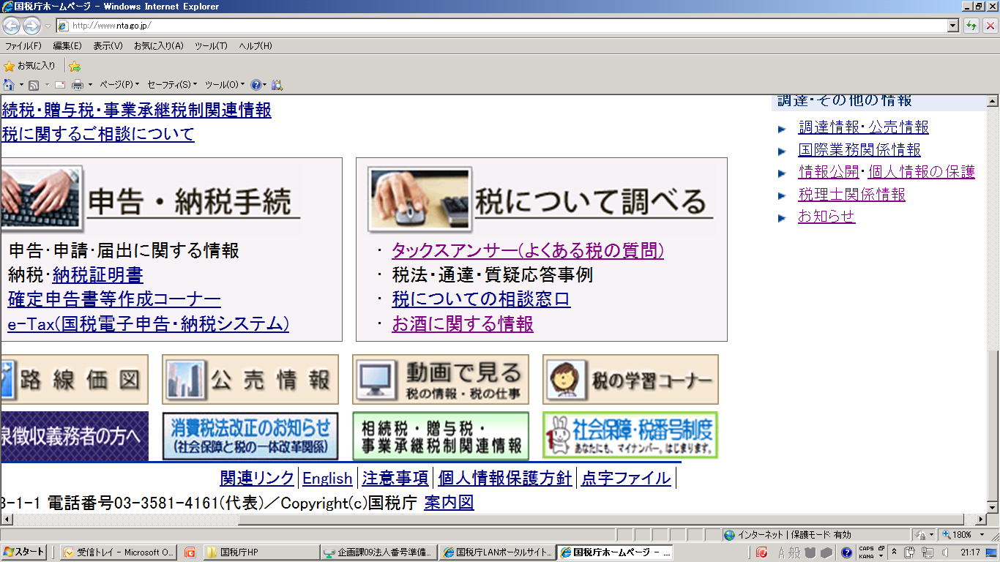 国税庁ホームページ - Windows Internet Explorer
http://www.nta.go.jp/
ファイル(F) 編集(E) 表示(V) お気に入り(A) ツール(T) ヘルプ(H)
お気に入り
ページ(P) セーフティ(S) ツール(O)
続税・贈与税・事業承継税制関連情報
税に関するご相談について
調達・その他の情報
調達情報・公売情報
国際業務関係情報
情報公開・個人情報の保護
税理士関係情報
お知らせ
申告・納税手続
申告・申請・届出に関する情報
納税・納税証明書
確定申告書等作成コーナー
e-Tax(国税電子申告・納税システム)
税について調べる
・ タックスアンサー(よくある税の質問)
・ 税法・通達・質疑応答事例
・ 税についての相談窓口
・ お酒に関する情報
路線価図
公売情報
動画で見る
税の情報・税の仕事
税の学習コーナー
泉徴収義務者の方へ
消費税法改正のお知らせ
(社会保障と税の一体改革関係)
相続税・贈与税・
事業承継税制関連情報
社会保障・税番号制度
あなたにも、マイナンバー。はじまります。
関連リンク English 注意事項 個人情報保護方針 点字ファイル
3-1-1 電話番号03-3581-4161(代表)／Copyright(c)国税庁 案内図
インターネット | 保護モード: 有効
180%
スタート 受信トレイ - Microsoft O... 国税庁HP 企画課09法人番号準備... 国税庁LANポータルサイト... 国税庁ホームページ - ...
A 般 CAPS KANA 21:17